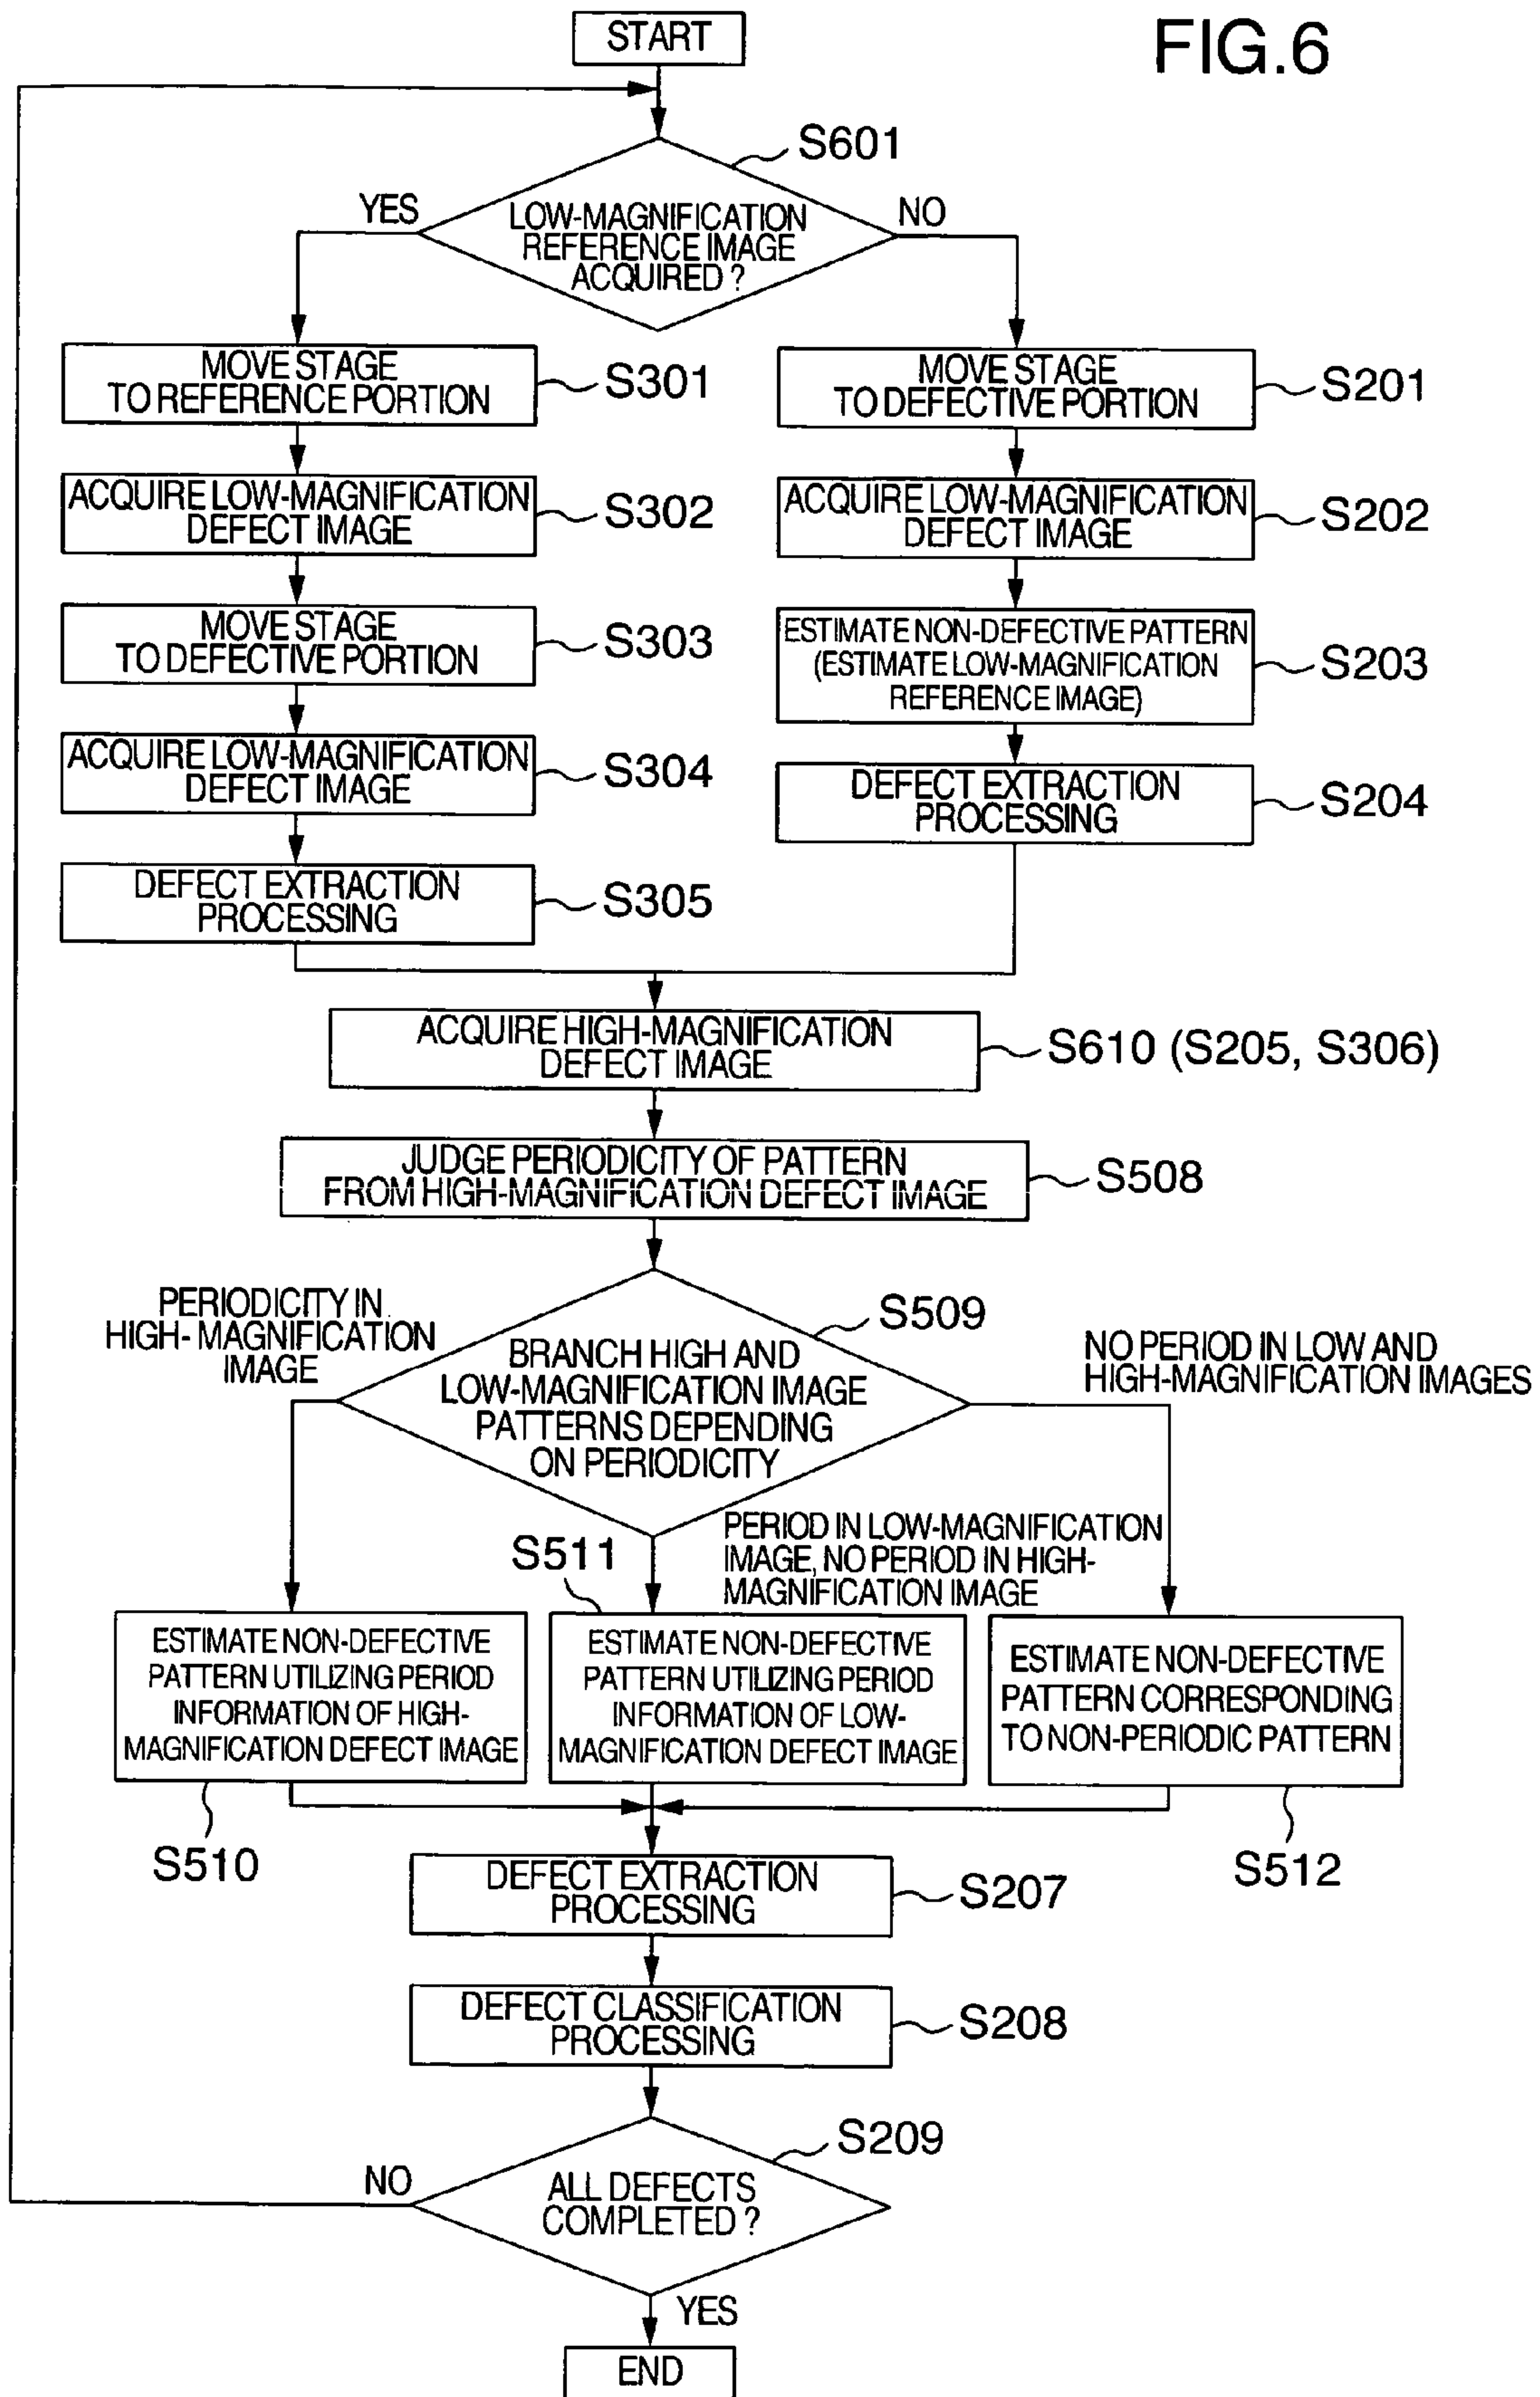 FIG.6
START
S601
YES
NO
LOW-MAGNIFICATION
REFERENCE IMAGE
ACQUIRED ?
MOVE STAGE
TO REFERENCE PORTION
S301
MOVE STAGE
TO DEFECTIVE PORTION
S201
ACQUIRE LOW-MAGNIFICATION
DEFECT IMAGE
S302
ACQUIRE LOW-MAGNIFICATION
DEFECT IMAGE
S202
MOVE STAGE
TO DEFECTIVE PORTION
S303
ESTIMATE NON-DEFECTIVE PATTERN
(ESTIMATE LOW-MAGNIFICATION
REFERENCE IMAGE)
S203
ACQUIRE LOW-MAGNIFICATION
DEFECT IMAGE
S304
DEFECT EXTRACTION
PROCESSING
S204
DEFECT EXTRACTION
PROCESSING
S305
ACQUIRE HIGH-MAGNIFICATION
DEFECT IMAGE
S610 (S205, S306)
JUDGE PERIODICITY OF PATTERN
FROM HIGH-MAGNIFICATION DEFECT IMAGE
S508
PERIODICITY IN
HIGH- MAGNIFICATION
IMAGE
S509
BRANCH HIGH AND
LOW-MAGNIFICATION IMAGE
PATTERNS DEPENDING
ON PERIODICITY
NO PERIOD IN LOW AND
HIGH-MAGNIFICATION IMAGES
S511
PERIOD IN LOW-MAGNIFICATION
IMAGE, NO PERIOD IN HIGH-
MAGNIFICATION IMAGE
ESTIMATE NON-DEFECTIVE
PATTERN UTILIZING PERIOD
INFORMATION OF HIGH-
MAGNIFICATION DEFECT IMAGE
ESTIMATE NON-DEFECTIVE
PATTERN UTILIZING PERIOD
INFORMATION OF LOW-
MAGNIFICATION DEFECT IMAGE
ESTIMATE NON-DEFECTIVE
PATTERN CORRESPONDING
TO NON-PERIODIC PATTERN
S510
S512
DEFECT EXTRACTION
PROCESSING
S207
DEFECT CLASSIFICATION
PROCESSING
S208
S209
NO
ALL DEFECTS
COMPLETED ?
YES
END